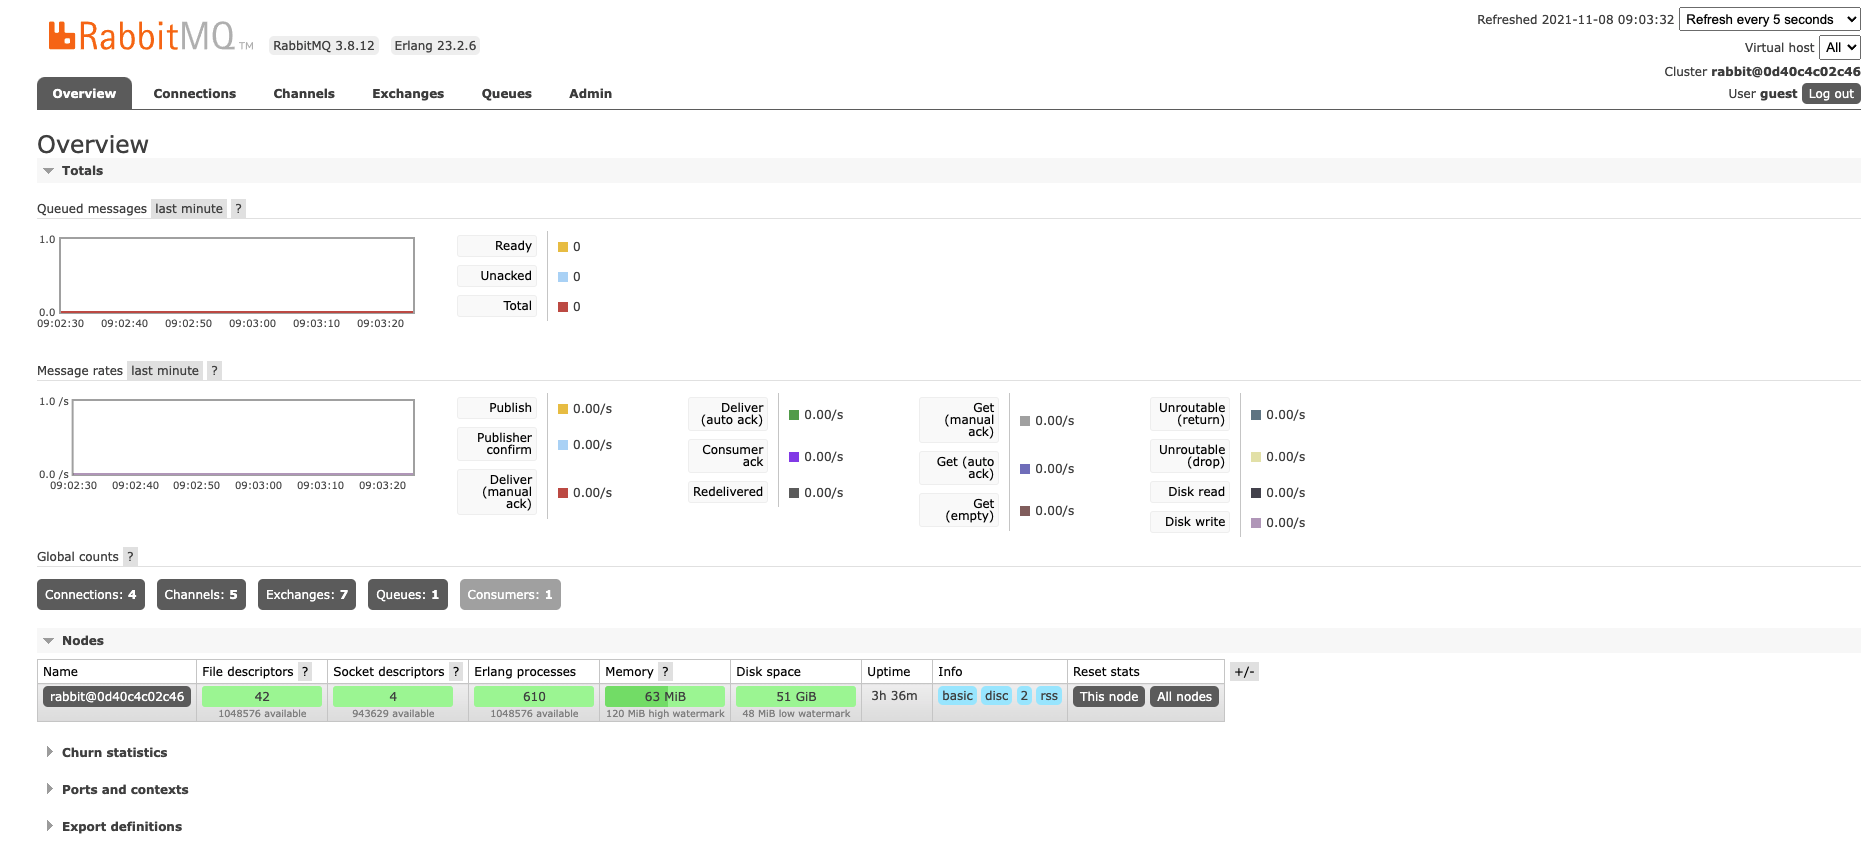 RabbitMQ TM RabbitMQ 3.8.12 Erlang 23.2.6
Refreshed 2021-11-08 09:03:32 Refresh every 5 seconds
Virtual host All
Cluster rabbit@0d40c4c02c46
User guest Log out
Overview Connections Channels Exchanges Queues Admin
Overview
Totals
Queued messages last minute ?
1.0
0.0
09:02:30 09:02:40 09:02:50 09:03:00 09:03:10 09:03:20
Ready 0
Unacked 0
Total 0
Message rates last minute ?
1.0 /s
0.0 /s
09:02:30 09:02:40 09:02:50 09:03:00 09:03:10 09:03:20
Publish 0.00/s
Publisher
confirm 0.00/s
Deliver
(manual
ack) 0.00/s
Deliver
(auto ack) 0.00/s
Consumer
ack 0.00/s
Redelivered 0.00/s
Get
(manual
ack) 0.00/s
Get (auto
ack) 0.00/s
Get
(empty) 0.00/s
Unroutable
(return) 0.00/s
Unroutable
(drop) 0.00/s
Disk read 0.00/s
Disk write 0.00/s
Global counts ?
Connections: 4 Channels: 5 Exchanges: 7 Queues: 1 Consumers: 1
Nodes
Name File descriptors ? Socket descriptors ? Erlang processes Memory ? Disk space Uptime Info Reset stats +/-
rabbit@0d40c4c02c46 42 4 610 63 MiB 51 GiB 3h 36m basic disc 2 rss This node All nodes
1048576 available 943629 available 1048576 available 120 MiB high watermark 48 MiB low watermark
Churn statistics
Ports and contexts
Export definitions